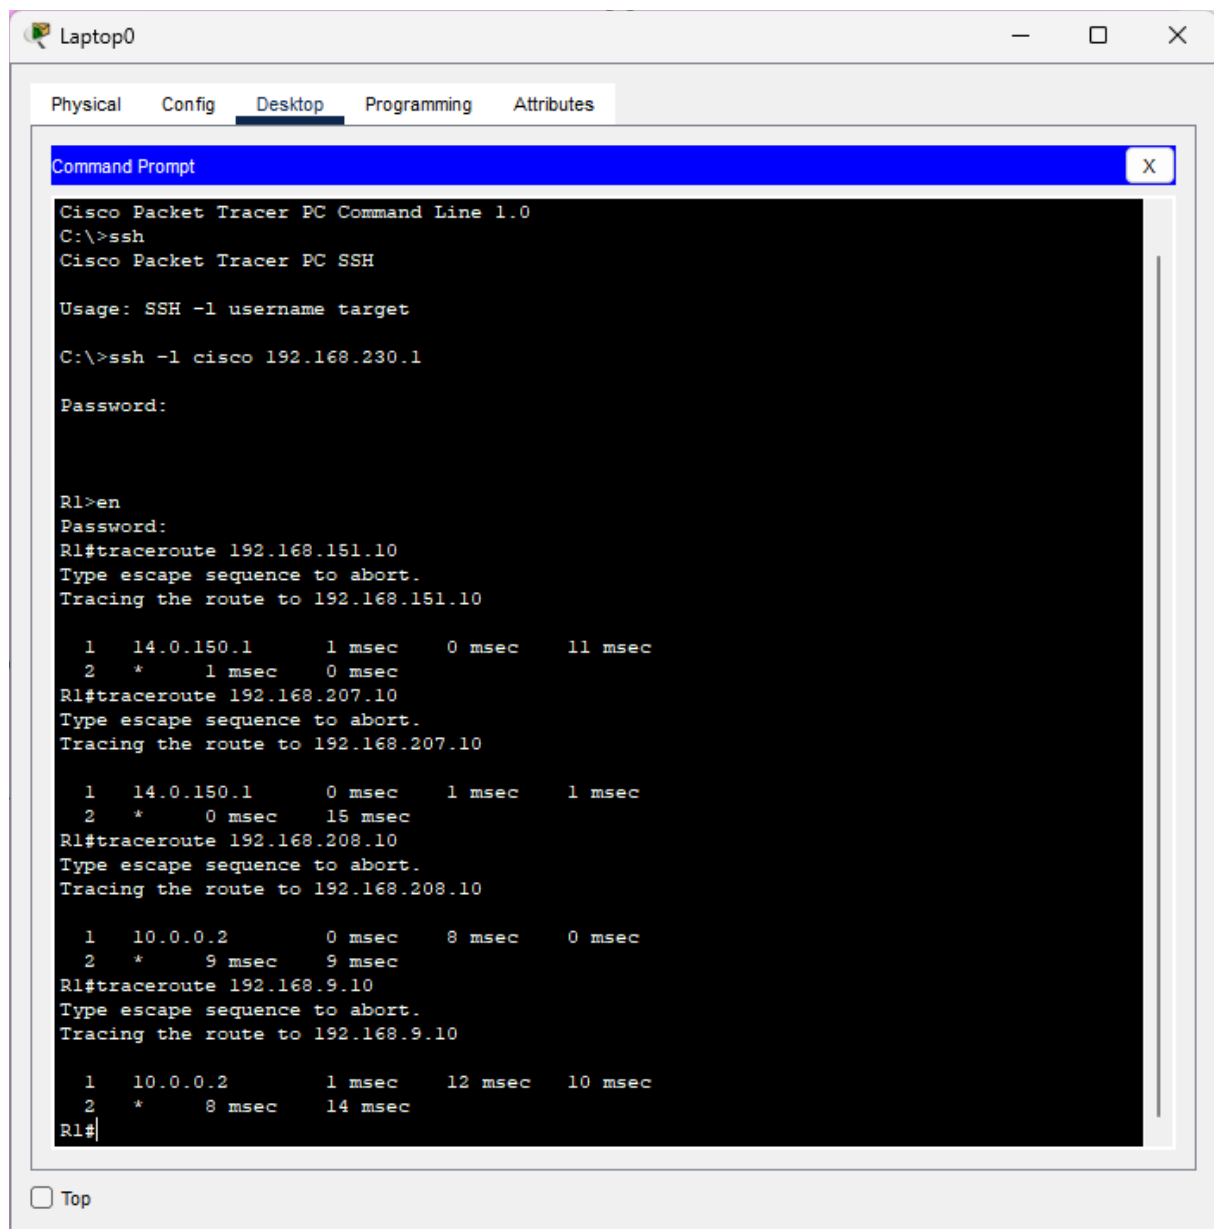 Laptop0
Physical Config Desktop Programming Attributes
Command Prompt X
Cisco Packet Tracer PC Command Line 1.0
C:\>ssh
Cisco Packet Tracer PC SSH
Usage: SSH -l username target
C:\>ssh -l cisco 192.168.230.1
Password:
R1>en
Password:
R1#traceroute 192.168.151.10
Type escape sequence to abort.
Tracing the route to 192.168.151.10
1 14.0.150.1 1 msec 0 msec 11 msec
2 * 1 msec 0 msec
R1#traceroute 192.168.207.10
Type escape sequence to abort.
Tracing the route to 192.168.207.10
1 14.0.150.1 0 msec 1 msec 1 msec
2 * 0 msec 15 msec
R1#traceroute 192.168.208.10
Type escape sequence to abort.
Tracing the route to 192.168.208.10
1 10.0.0.2 0 msec 8 msec 0 msec
2 * 9 msec 9 msec
R1#traceroute 192.168.9.10
Type escape sequence to abort.
Tracing the route to 192.168.9.10
1 10.0.0.2 1 msec 12 msec 10 msec
2 * 8 msec 14 msec
R1#
Top